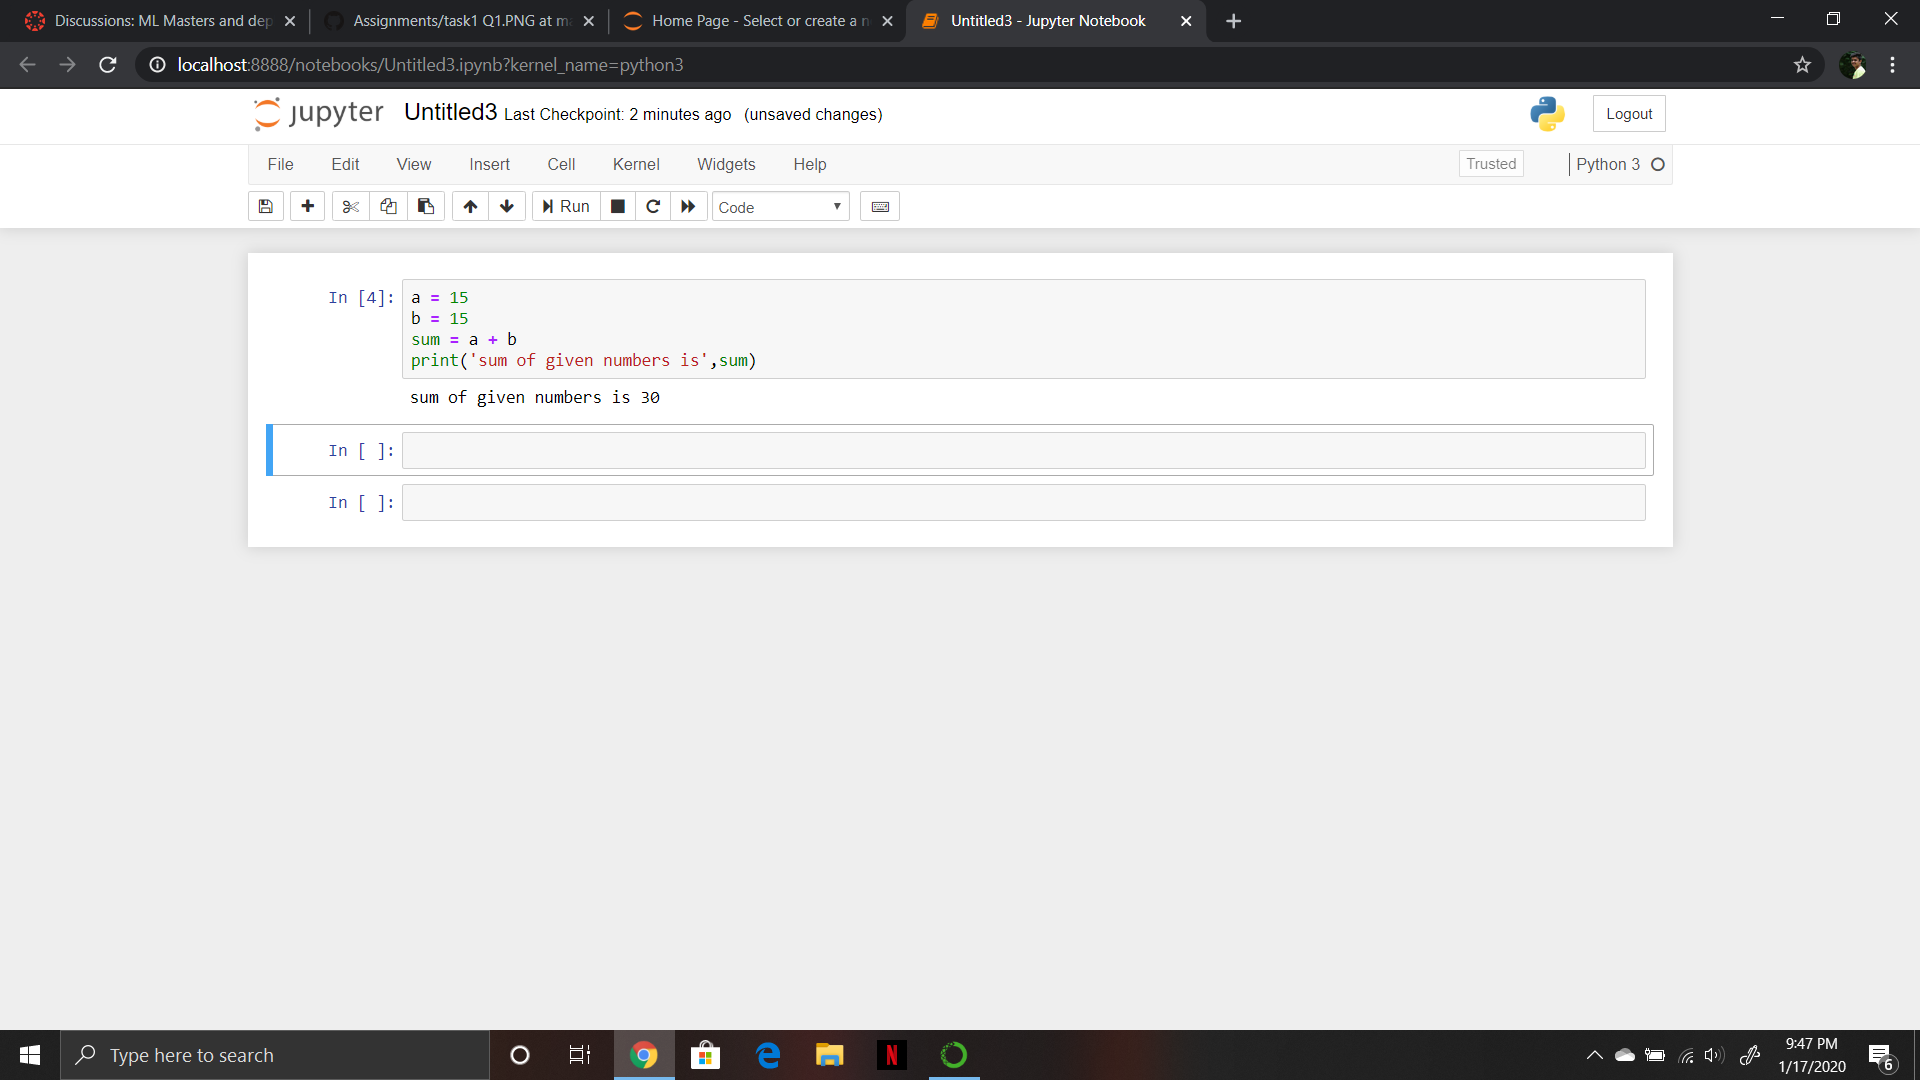 Discussions: ML Masters and dep
Assignments/task1 Q1.PNG at ma
Home Page - Select or create a n
Untitled3 - Jupyter Notebook
localhost:8888/notebooks/Untitled3.ipynb?kernel_name=python3
jupyter Untitled3 Last Checkpoint: 2 minutes ago (unsaved changes)
Logout
File Edit View Insert Cell Kernel Widgets Help
Trusted
Python 3
Run
Code
In [4]:
a = 15
b = 15
sum = a + b
print('sum of given numbers is',sum)
sum of given numbers is 30
In [ ]:
In [ ]:
Type here to search
N
9:47 PM
1/17/2020
6